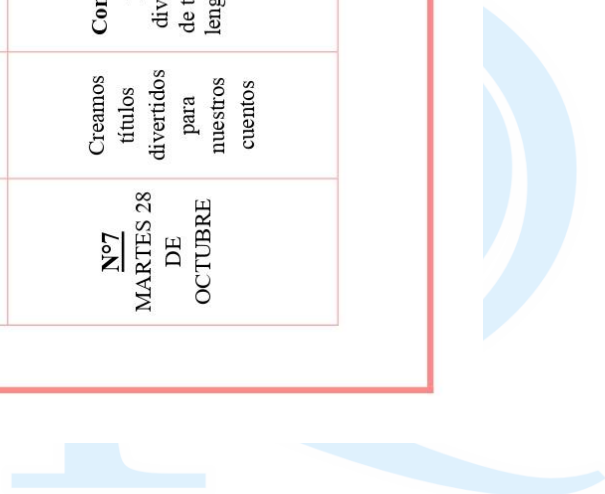 N°7
MARTES 28
DE
OCTUBRE
Creamos
títulos
divertidos
para
nuestros
cuentos